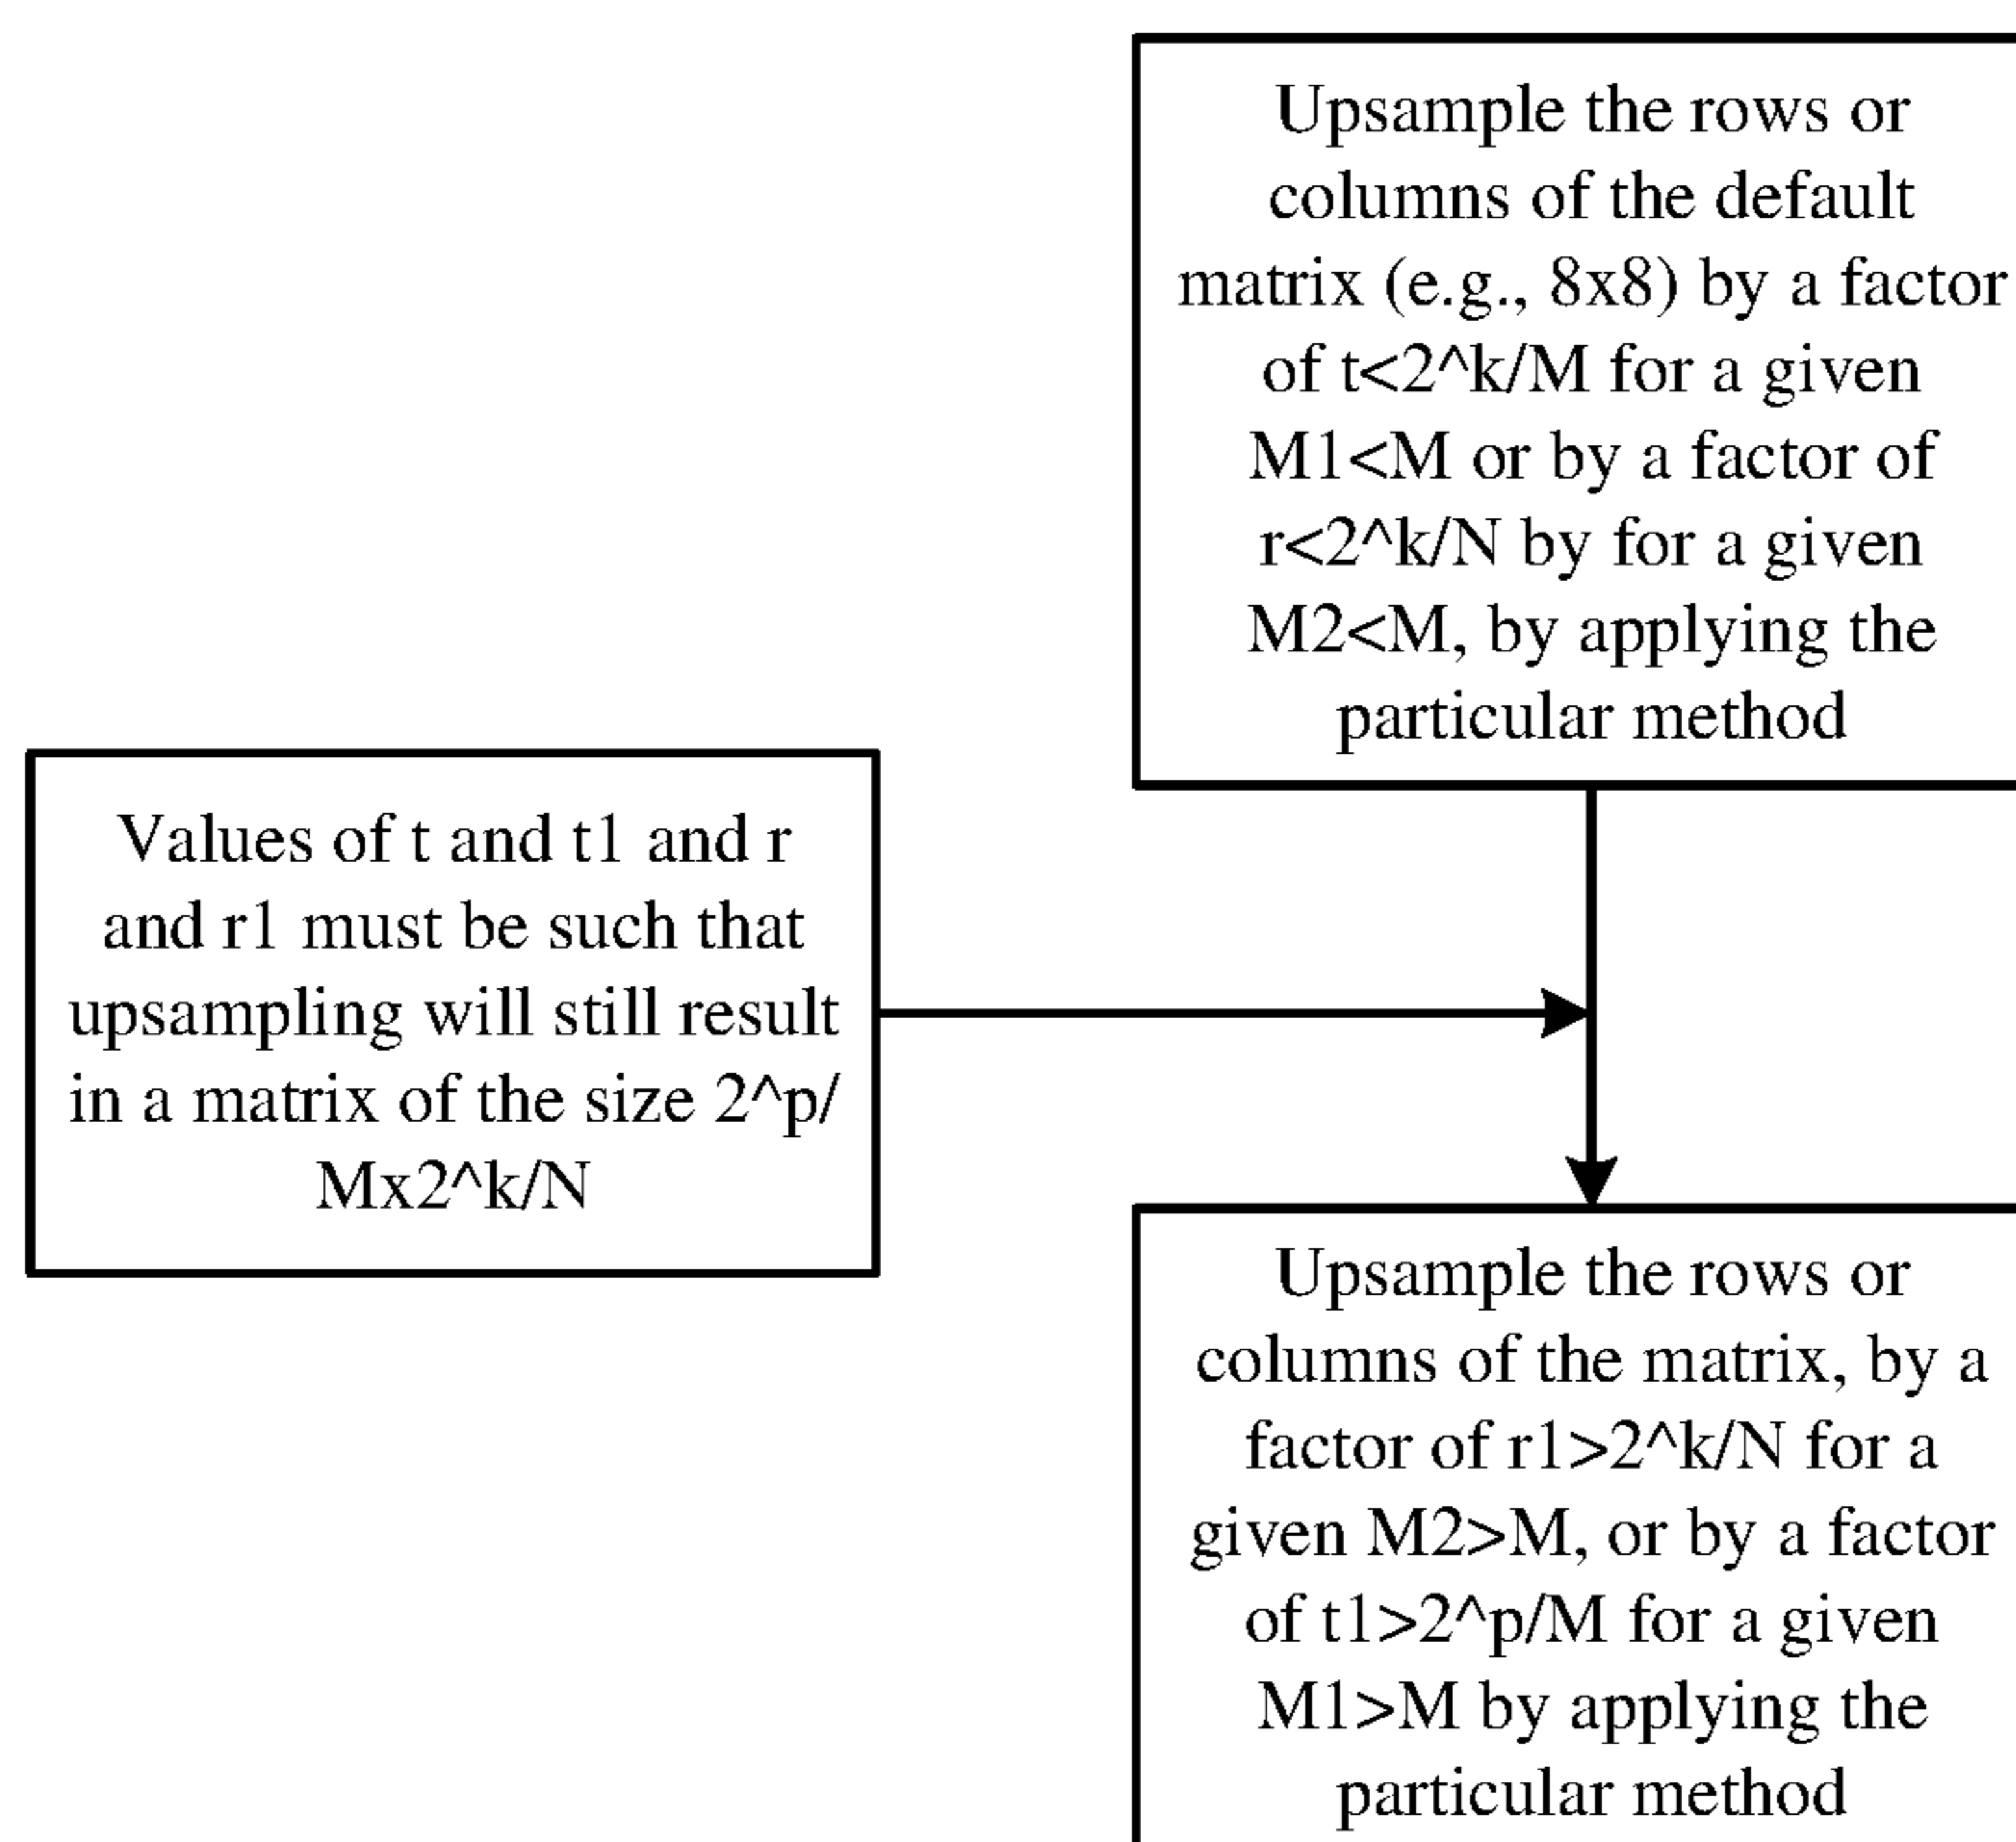 Upsample the rows or
columns of the default
matrix (e.g., 8x8) by a factor
of t<2^k/M for a given
M1<M or by a factor of
r<2^k/N by for a given
M2<M, by applying the
particular method
Values of t and t1 and r
and r1 must be such that
upsampling will still result
in a matrix of the size 2^p/
Mx2^k/N
Upsample the rows or
columns of the matrix, by a
factor of r1>2^k/N for a
given M2>M, or by a factor
of t1>2^p/M for a given
M1>M by applying the
particular method